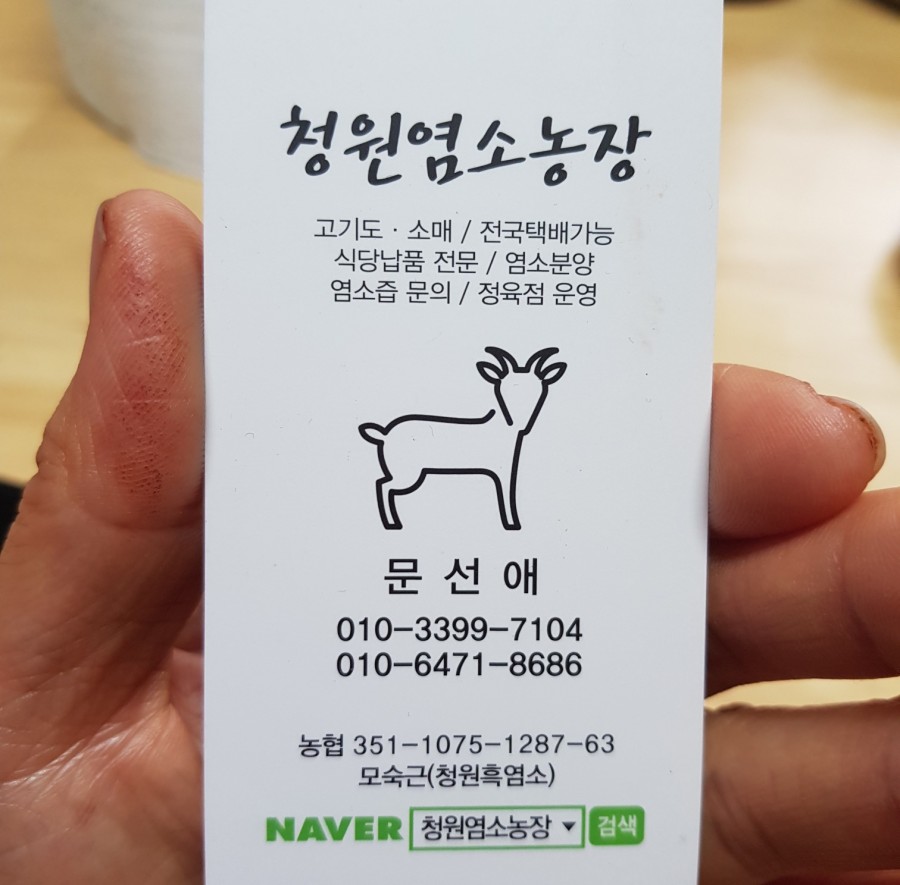 청원염소농장
고기도·소매 / 전국택배가능
식당납품 전문 / 염소분양
염소즙 문의 / 정육점 운영
문 선 애
010-3399-7104
010-6471-8686
농협 351-1075-1287-63
모숙근(청원흑염소)
NAVER 청원염소농장 ▼ 검색